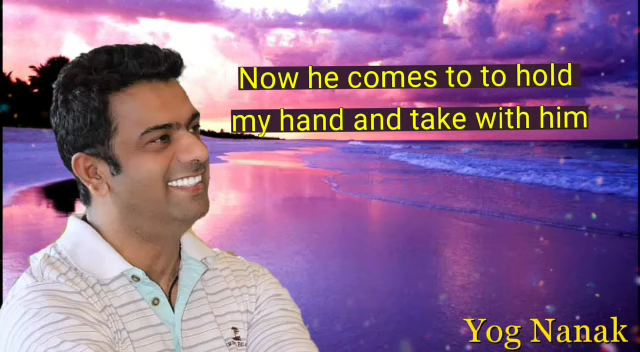 Now he comes to to hold
my hand and take with him
Yog Nanak